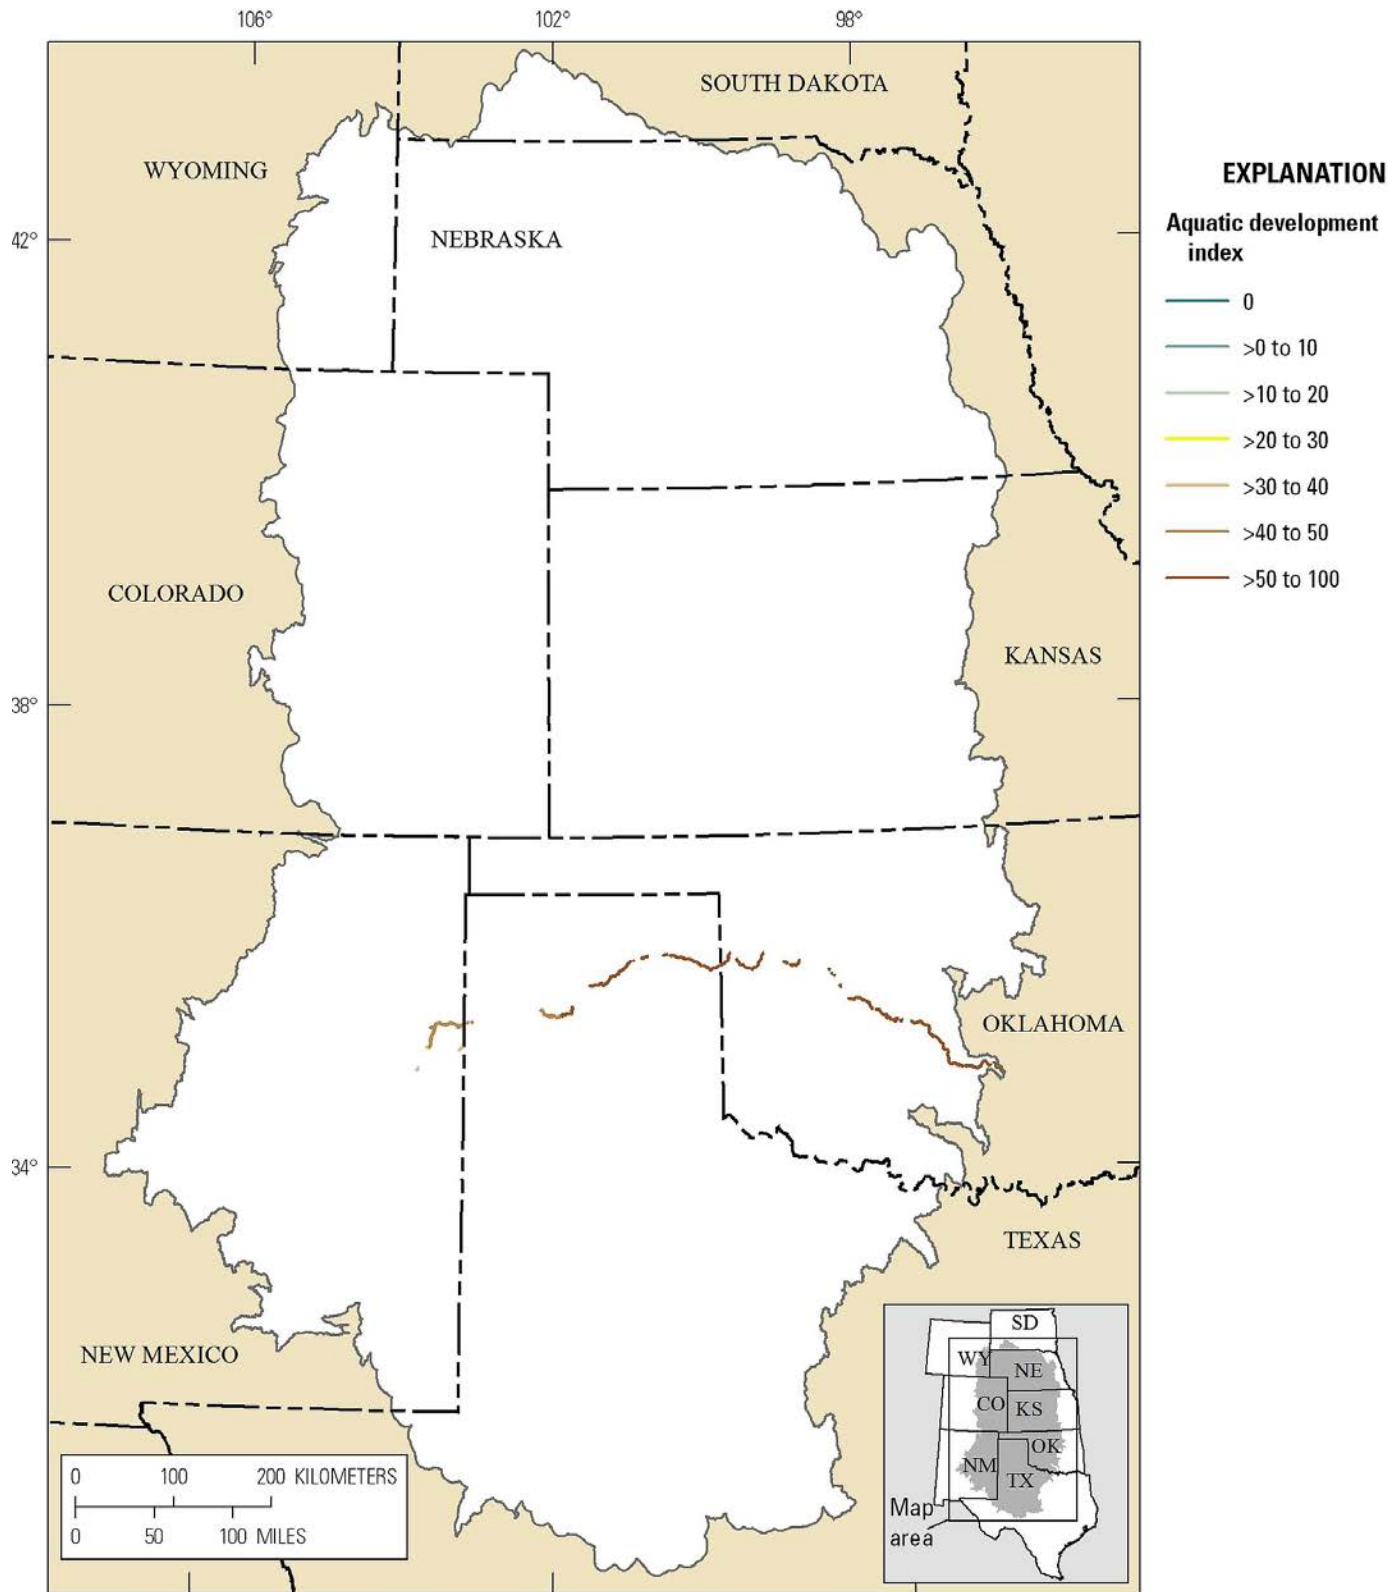 106°
102°
98°
SOUTH DAKOTA
WYOMING
NEBRASKA
42°
COLORADO
KANSAS
38°
OKLAHOMA
34°
TEXAS
NEW MEXICO
EXPLANATION
Aquatic development
index
0
>0 to 10
>10 to 20
>20 to 30
>30 to 40
>40 to 50
>50 to 100
0 100 200 KILOMETERS
0 50 100 MILES
SD
WY
NE
CO
KS
OK
NM
TX
Map
area